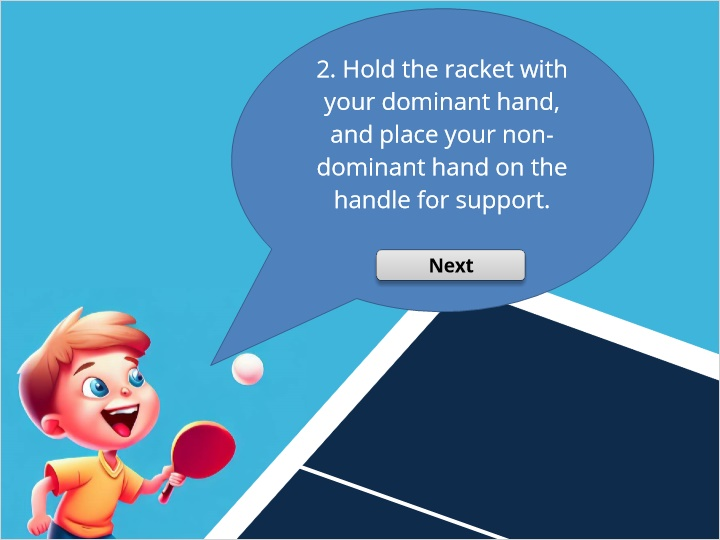 2. Hold the racket with
your dominant hand,
and place your non-
dominant hand on the
handle for support.
Next